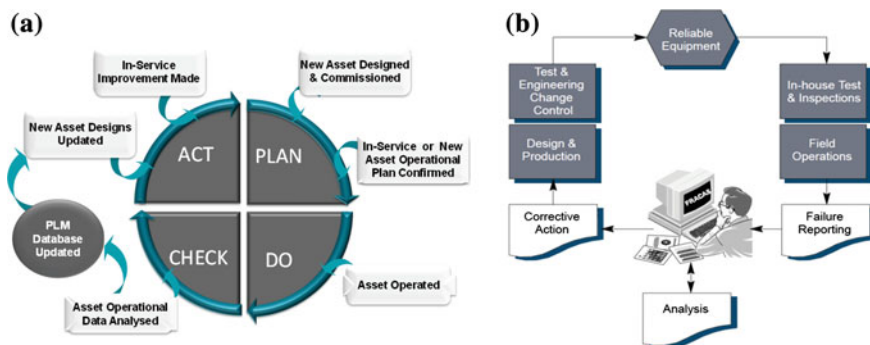 (a)
In-Service
Improvement Made
New Asset Designed
& Commissioned
New Asset Designs
Updated
ACT
PLAN
In-Service or New
Asset Operational
Plan Confirmed
PLM
Database
Updated
CHECK
DO
Asset Operated
Asset Operational
Data Analysed
(b)
Reliable
Equipment
Test &
Engineering
Change
Control
In-house Test
& Inspections
Design &
Production
Field
Operations
FRACAS
Corrective
Action
Failure
Reporting
Analysis